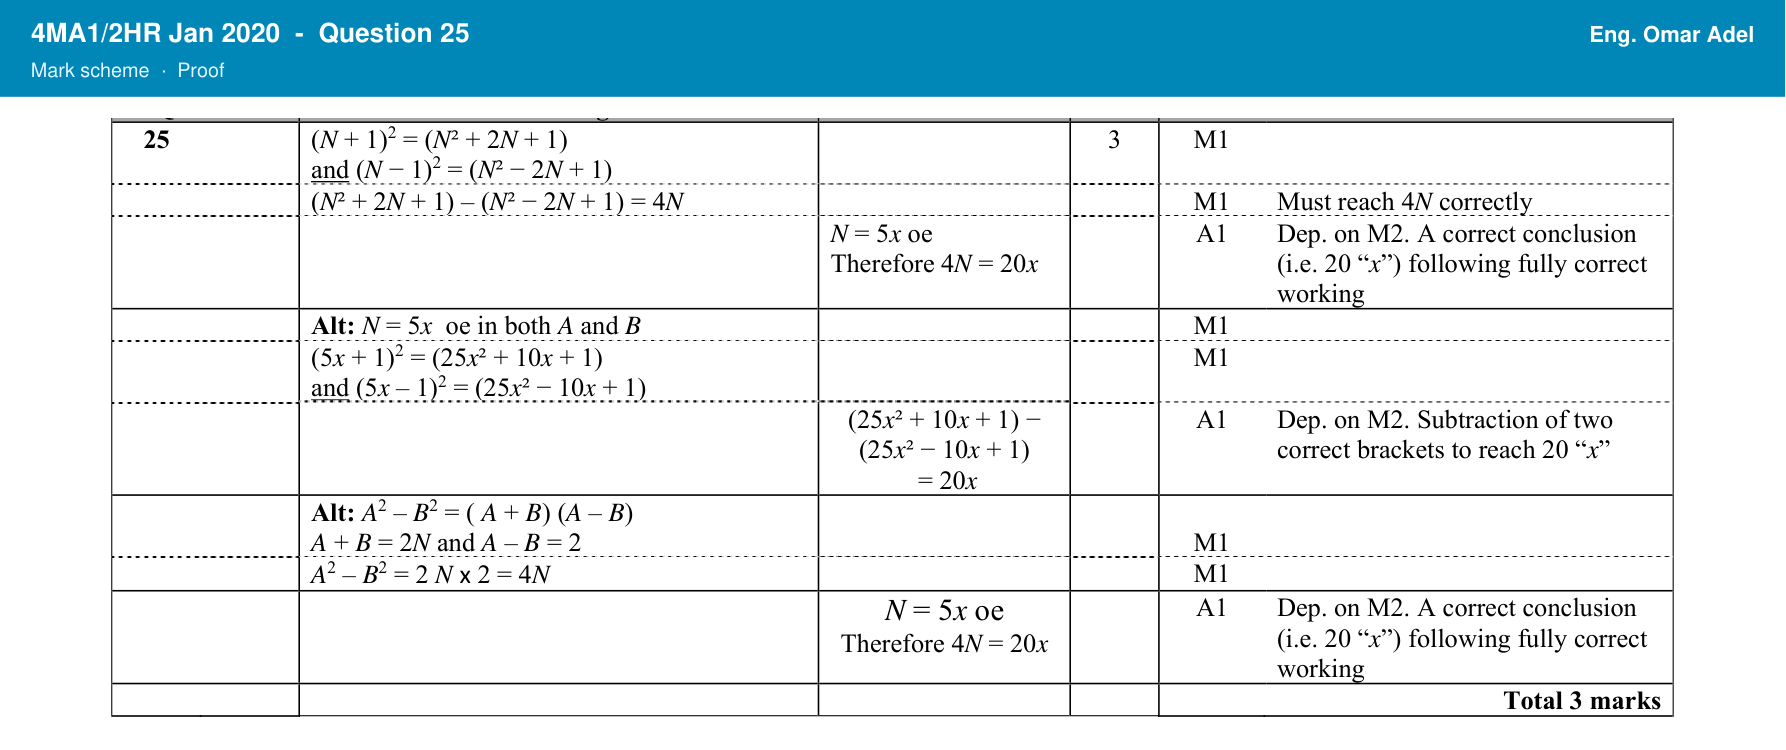 4MA1/2HR Jan 2020 - Question 25
Eng. Omar Adel
Mark scheme · Proof
25
(N + 1)² = (N² + 2N + 1)
3
M1
and (N − 1)² = (N² − 2N + 1)
(N² + 2N + 1) – (N² − 2N + 1) = 4N
M1
Must reach 4N correctly
N = 5x oe
A1
Dep. on M2. A correct conclusion
Therefore 4N = 20x
(i.e. 20 “x”) following fully correct
working
Alt: N = 5x oe in both A and B
M1
(5x + 1)² = (25x² + 10x + 1)
M1
and (5x – 1)² = (25x² − 10x + 1)
(25x² + 10x + 1) −
A1
Dep. on M2. Subtraction of two
(25x² − 10x + 1)
correct brackets to reach 20 “x”
= 20x
Alt: A² – B² = ( A + B) (A – B)
A + B = 2N and A – B = 2
M1
A² – B² = 2 N x 2 = 4N
M1
N = 5x oe
A1
Dep. on M2. A correct conclusion
Therefore 4N = 20x
(i.e. 20 “x”) following fully correct
working
Total 3 marks